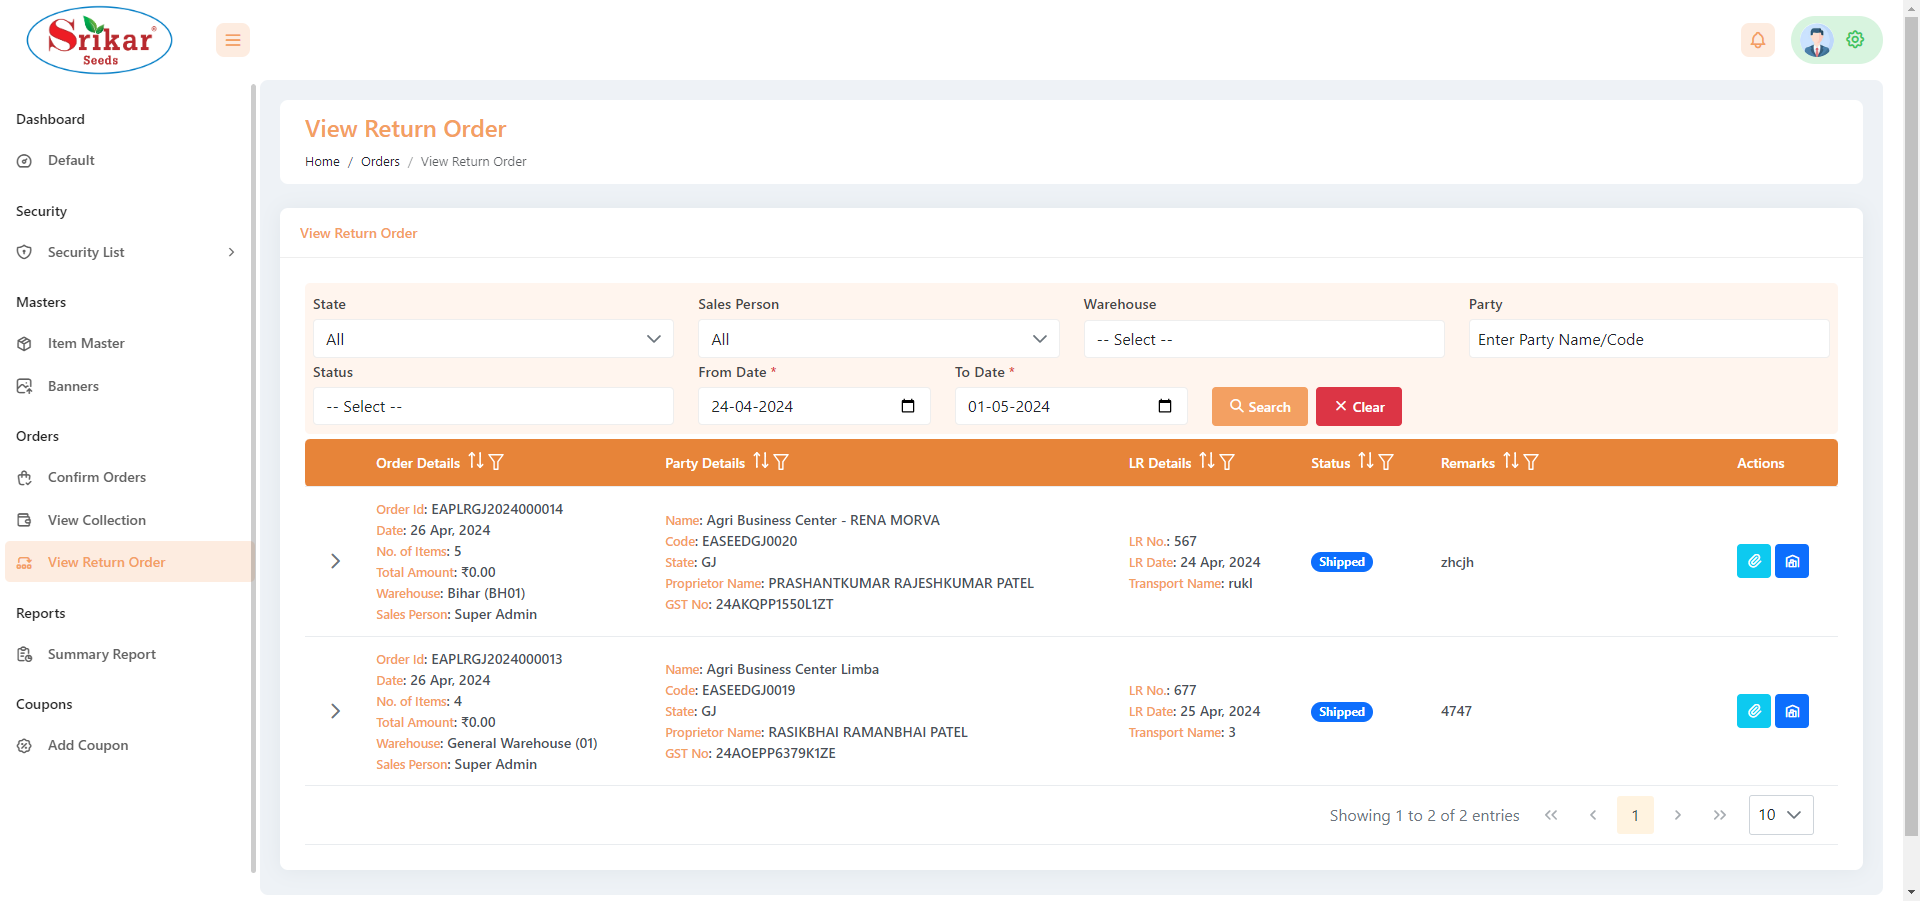 Srikar®
Seeds
Dashboard
Default
Security
Security List
Masters
Item Master
Banners
Orders
Confirm Orders
View Collection
View Return Order
Reports
Summary Report
Coupons
Add Coupon
View Return Order
Home / Orders / View Return Order
View Return Order
State
All
Sales Person
All
Warehouse
-- Select --
Party
Enter Party Name/Code
Status
-- Select --
From Date *
24-04-2024
To Date *
01-05-2024
Search
Clear
Order Details
Party Details
LR Details
Status
Remarks
Actions
Order Id: EAPLRGJ2024000014
Date: 26 Apr, 2024
No. of Items: 5
Total Amount: ₹0.00
Warehouse: Bihar (BH01)
Sales Person: Super Admin
Name: Agri Business Center - RENA MORVA
Code: EASEEDGJ0020
State: GJ
Proprietor Name: PRASHANTKUMAR RAJESHKUMAR PATEL
GST No: 24AKQPP1550L1ZT
LR No.: 567
LR Date: 24 Apr, 2024
Transport Name: rukl
Shipped
zhcjh
Order Id: EAPLRGJ2024000013
Date: 26 Apr, 2024
No. of Items: 4
Total Amount: ₹0.00
Warehouse: General Warehouse (01)
Sales Person: Super Admin
Name: Agri Business Center Limba
Code: EASEEDGJ0019
State: GJ
Proprietor Name: RASIKBHAI RAMANBHAI PATEL
GST No: 24AOEPP6379K1ZE
LR No.: 677
LR Date: 25 Apr, 2024
Transport Name: 3
Shipped
4747
Showing 1 to 2 of 2 entries
1
10